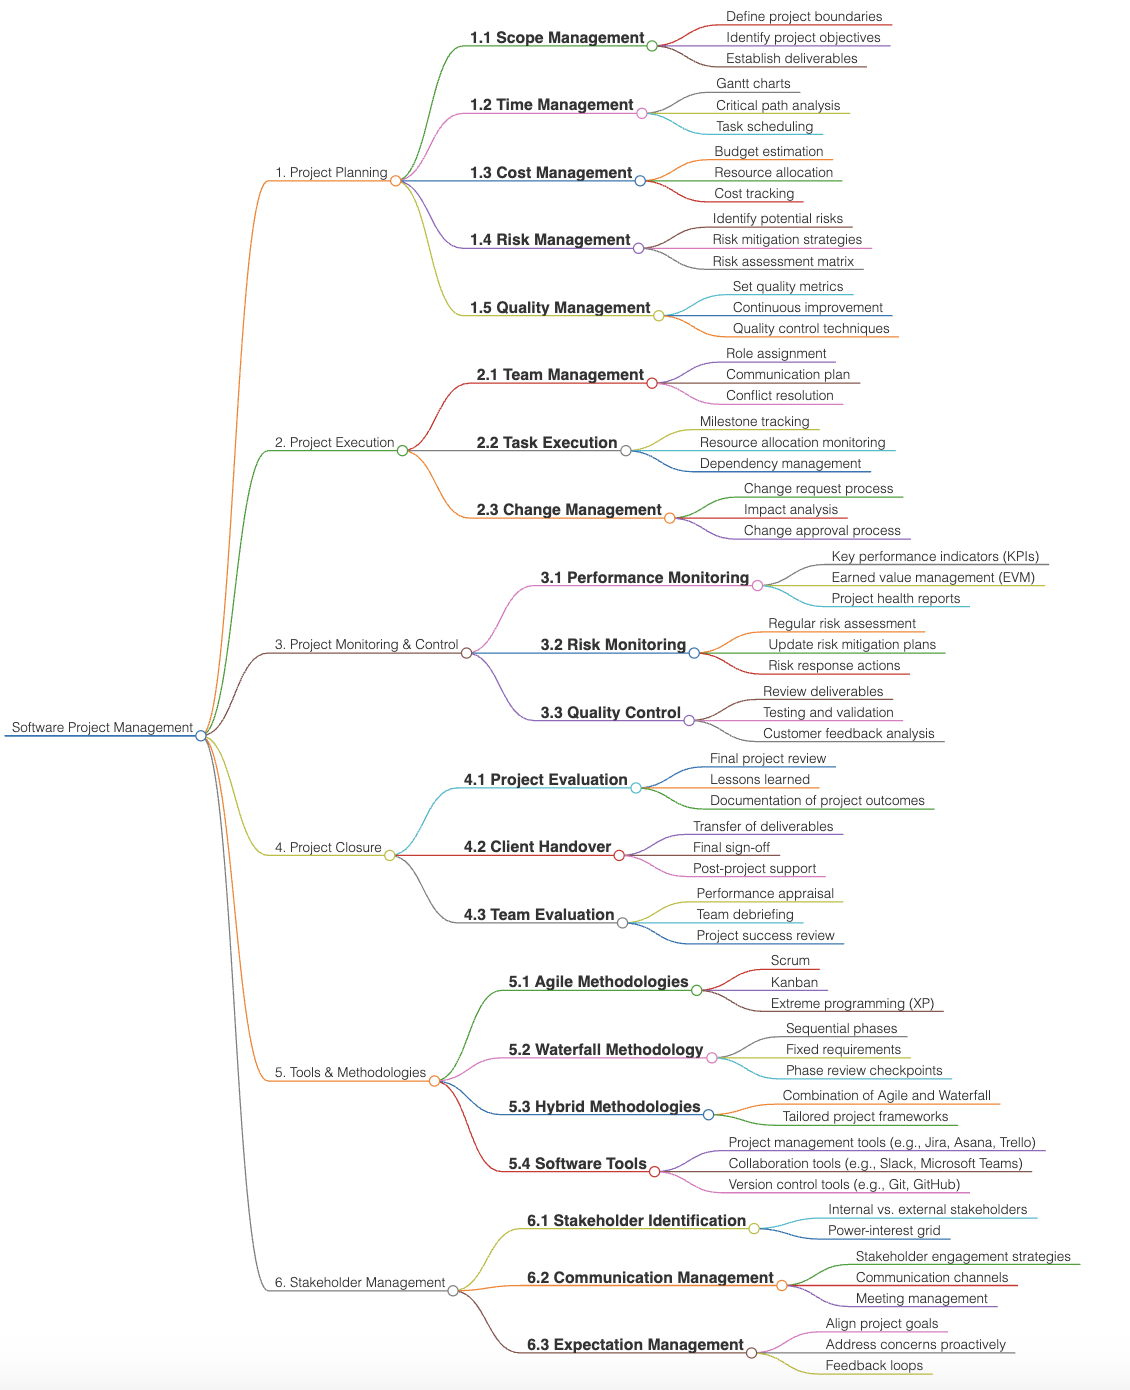 Software Project Management
1. Project Planning
1.1 Scope Management
Define project boundaries
Identify project objectives
Establish deliverables
1.2 Time Management
Gantt charts
Critical path analysis
Task scheduling
1.3 Cost Management
Budget estimation
Resource allocation
Cost tracking
1.4 Risk Management
Identify potential risks
Risk mitigation strategies
Risk assessment matrix
1.5 Quality Management
Set quality metrics
Continuous improvement
Quality control techniques
2. Project Execution
2.1 Team Management
Role assignment
Communication plan
Conflict resolution
2.2 Task Execution
Milestone tracking
Resource allocation monitoring
Dependency management
2.3 Change Management
Change request process
Impact analysis
Change approval process
3. Project Monitoring & Control
3.1 Performance Monitoring
Key performance indicators (KPIs)
Earned value management (EVM)
Project health reports
3.2 Risk Monitoring
Regular risk assessment
Update risk mitigation plans
Risk response actions
3.3 Quality Control
Review deliverables
Testing and validation
Customer feedback analysis
4. Project Closure
4.1 Project Evaluation
Final project review
Lessons learned
Documentation of project outcomes
4.2 Client Handover
Transfer of deliverables
Final sign-off
Post-project support
4.3 Team Evaluation
Performance appraisal
Team debriefing
Project success review
5. Tools & Methodologies
5.1 Agile Methodologies
Scrum
Kanban
Extreme programming (XP)
5.2 Waterfall Methodology
Sequential phases
Fixed requirements
Phase review checkpoints
5.3 Hybrid Methodologies
Combination of Agile and Waterfall
Tailored project frameworks
5.4 Software Tools
Project management tools (e.g., Jira, Asana, Trello)
Collaboration tools (e.g., Slack, Microsoft Teams)
Version control tools (e.g., Git, GitHub)
6. Stakeholder Management
6.1 Stakeholder Identification
Internal vs. external stakeholders
Power-interest grid
6.2 Communication Management
Stakeholder engagement strategies
Communication channels
Meeting management
6.3 Expectation Management
Align project goals
Address concerns proactively
Feedback loops